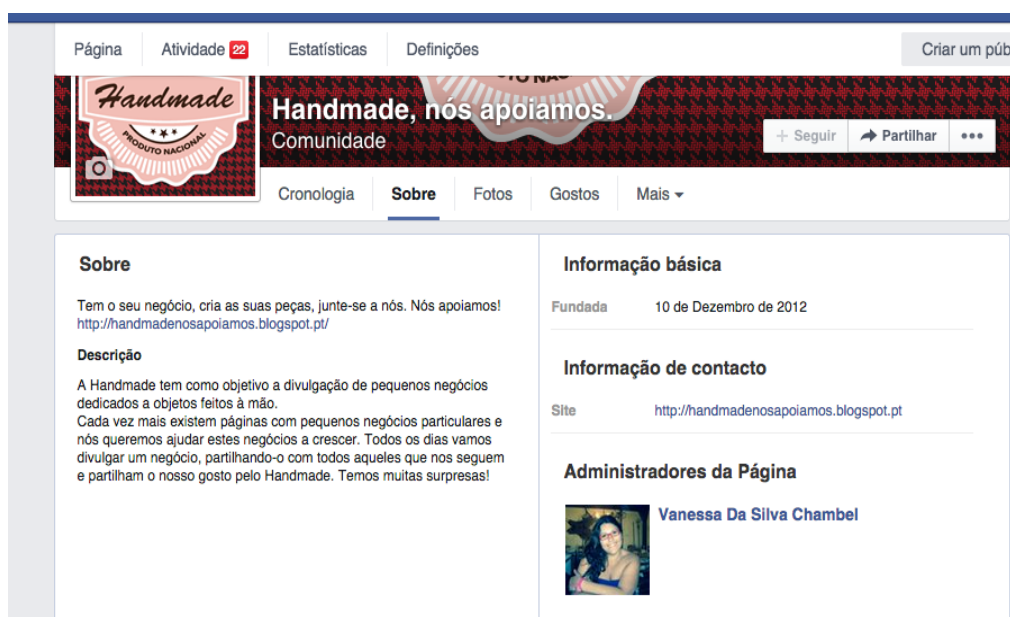 Página Atividade 22 Estatísticas Definições
Criar um púb
Handmade
PRODUTO NACIONAL
Handmade, nós apoiamos.
Comunidade
+ Seguir Partilhar
Cronologia Sobre Fotos Gostos Mais
Sobre
Tem o seu negócio, cria as suas peças, junte-se a nós. Nós apoiamos!
http://handmadenosapoiamos.blogspot.pt/
Descrição
A Handmade tem como objetivo a divulgação de pequenos negócios
dedicados a objetos feitos à mão.
Cada vez mais existem páginas com pequenos negócios particulares e
nós queremos ajudar estes negócios a crescer. Todos os dias vamos
divulgar um negócio, partilhando-o com todos aqueles que nos seguem
e partilham o nosso gosto pelo Handmade. Temos muitas surpresas!
Informação básica
Fundada 10 de Dezembro de 2012
Informação de contacto
Site http://handmadenosapoiamos.blogspot.pt
Administradores da Página
Vanessa Da Silva Chambel